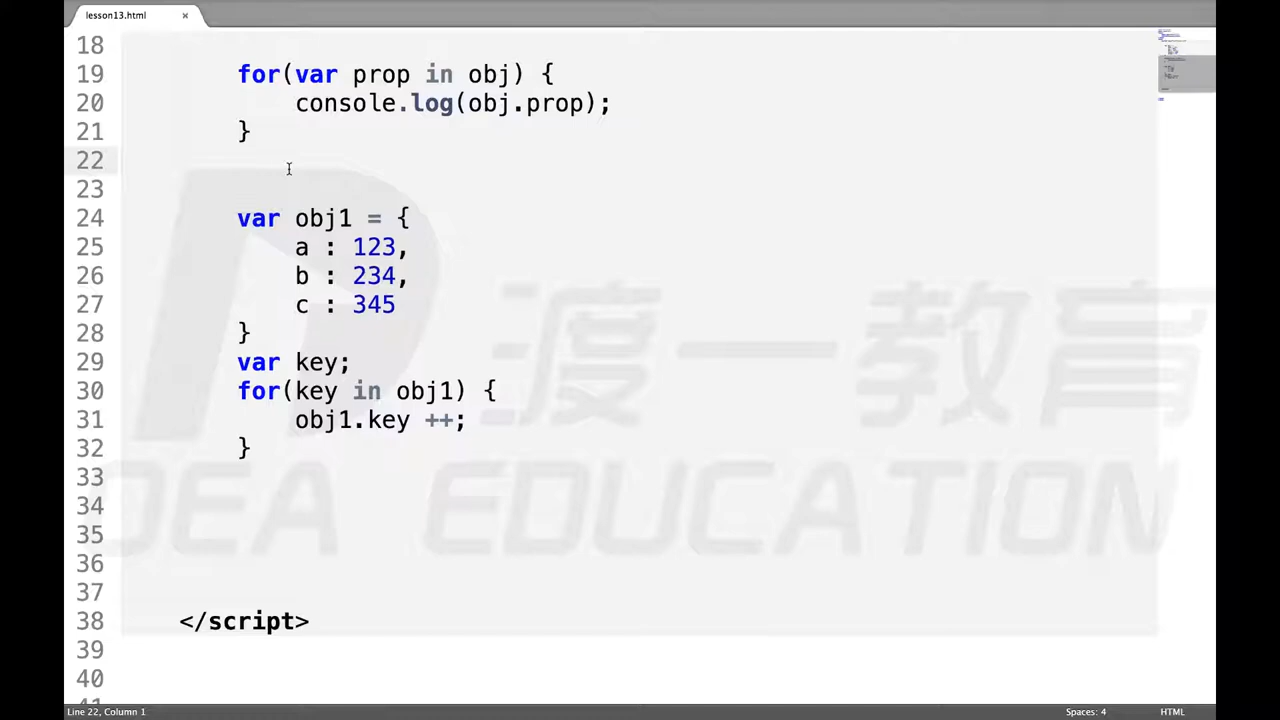 lesson13.html ×
18
19 for(var prop in obj) {
20 console.log(obj.prop);
21 }
22
23
24 var obj1 = {
25 a : 123,
26 b : 234,
27 c : 345
28 }
29 var key;
30 for(key in obj1) {
31 obj1.key ++;
32 }
33
34
35
36
37
38 </script>
39
40
41
渡一教育
IDEA EDUCATION
Line 22, Column 1
Spaces: 4
HTML